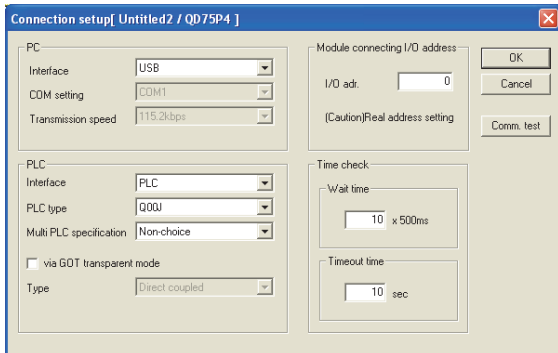 Connection setup[ Untitled2 / QD75P4 ]
PC
Interface USB
COM setting COM1
Transmission speed 115.2kbps
Module connecting I/O address
I/O adr. 0
(Caution)Real address setting
OK
Cancel
Comm. test
PLC
Interface PLC
PLC type Q00J
Multi PLC specification Non-choice
via GOT transparent mode
Type Direct coupled
Time check
Wait time
10 x 500ms
Timeout time
10 sec